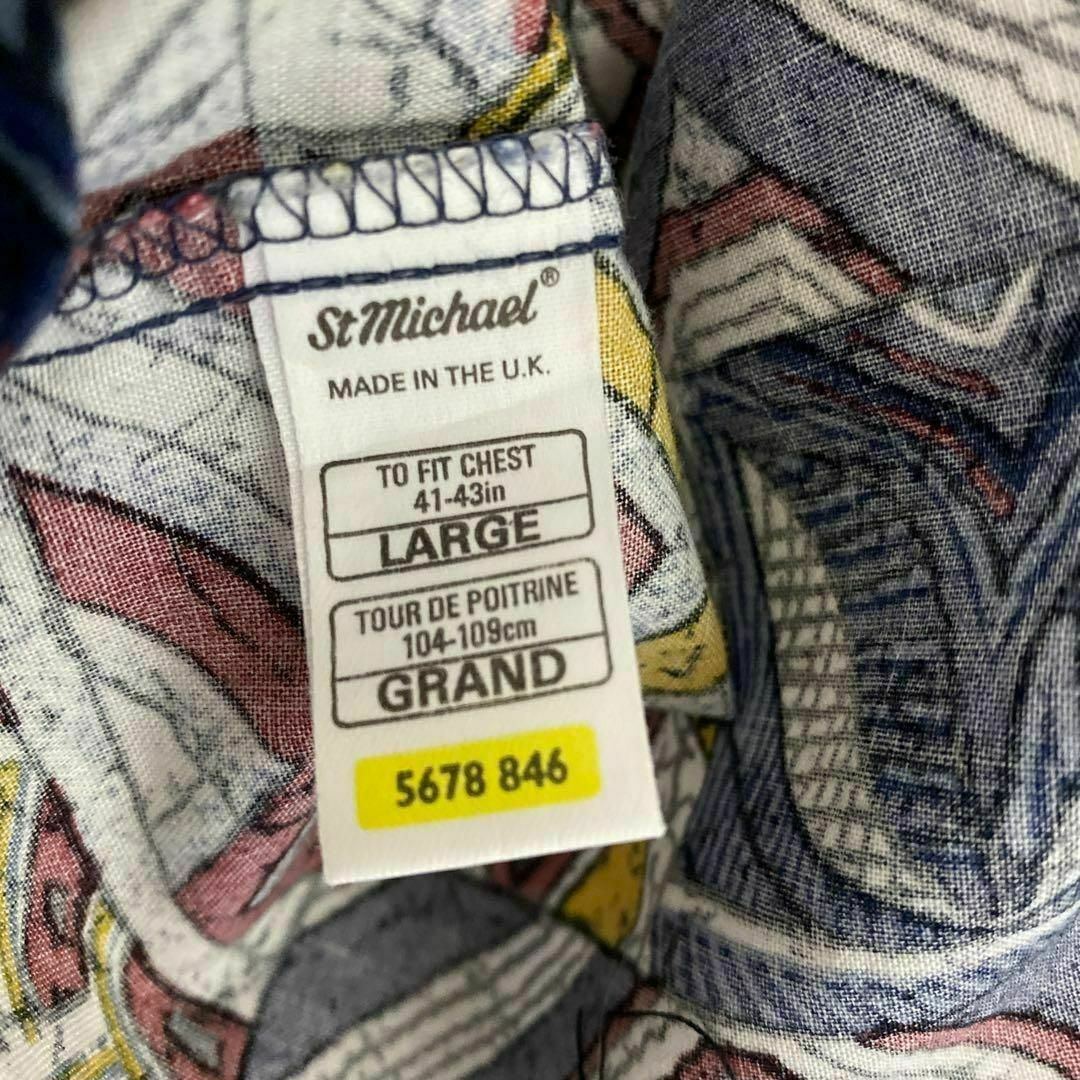 St Michael®
MADE IN THE U.K.
TO FIT CHEST
41-43in
LARGE
TOUR DE POITRINE
104-109cm
GRAND
5678 846